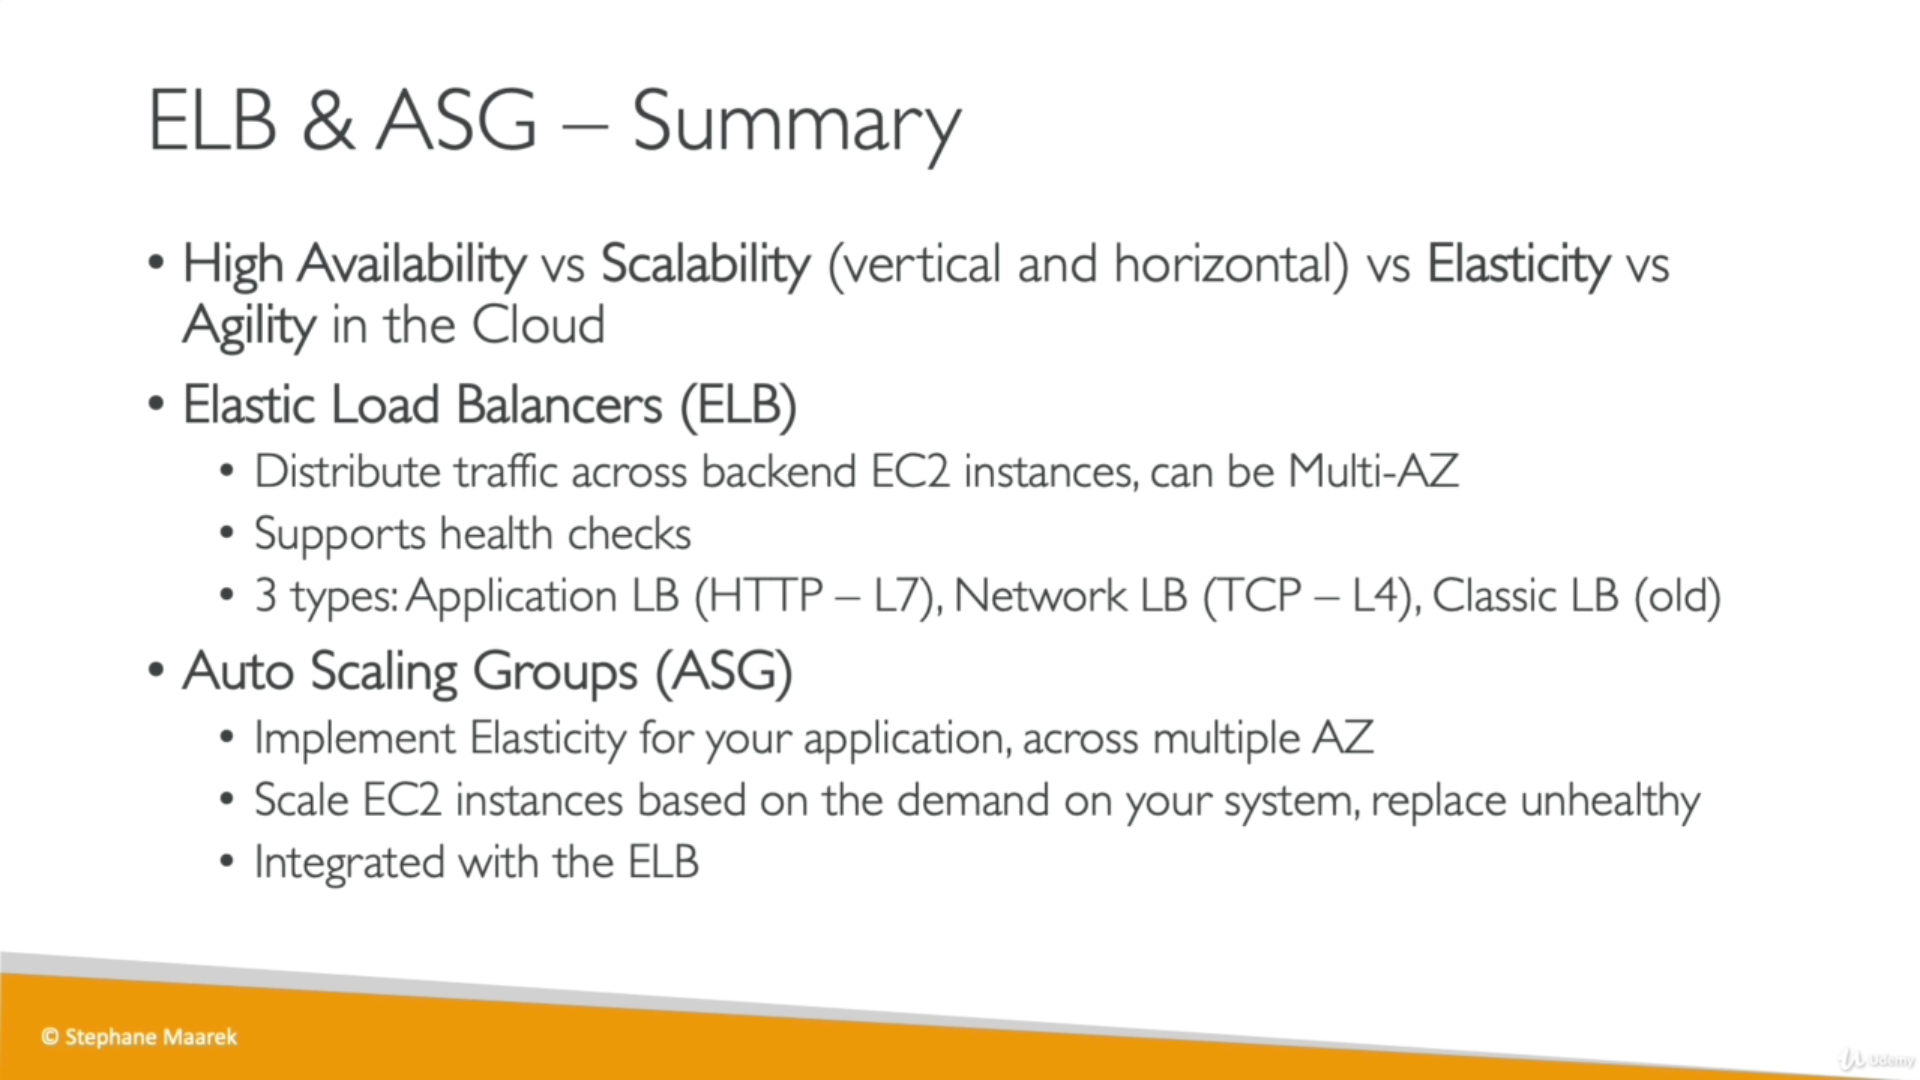 ELB & ASG – Summary
• High Availability vs Scalability (vertical and horizontal) vs Elasticity vs
Agility in the Cloud
• Elastic Load Balancers (ELB)
• Distribute traffic across backend EC2 instances, can be Multi-AZ
• Supports health checks
• 3 types: Application LB (HTTP – L7), Network LB (TCP – L4), Classic LB (old)
• Auto Scaling Groups (ASG)
• Implement Elasticity for your application, across multiple AZ
• Scale EC2 instances based on the demand on your system, replace unhealthy
• Integrated with the ELB
© Stephane Maarek
Udemy